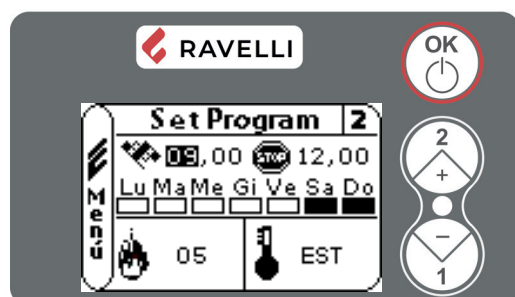 RAVELLI
OK
Set Program 2
09,00 STOP 12,00
Lu Ma Me Gi Ve Sa Do
Menú
05 EST
2
+
–
1